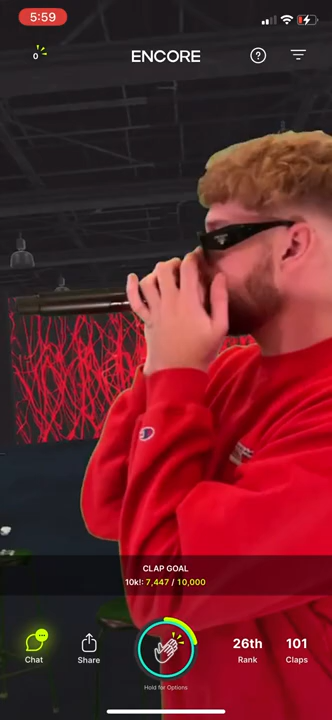 5:59
0
ENCORE
?
CLAP GOAL
10k!: 7,447 / 10,000
Chat
Share
26th
Rank
101
Claps
Hold for Options